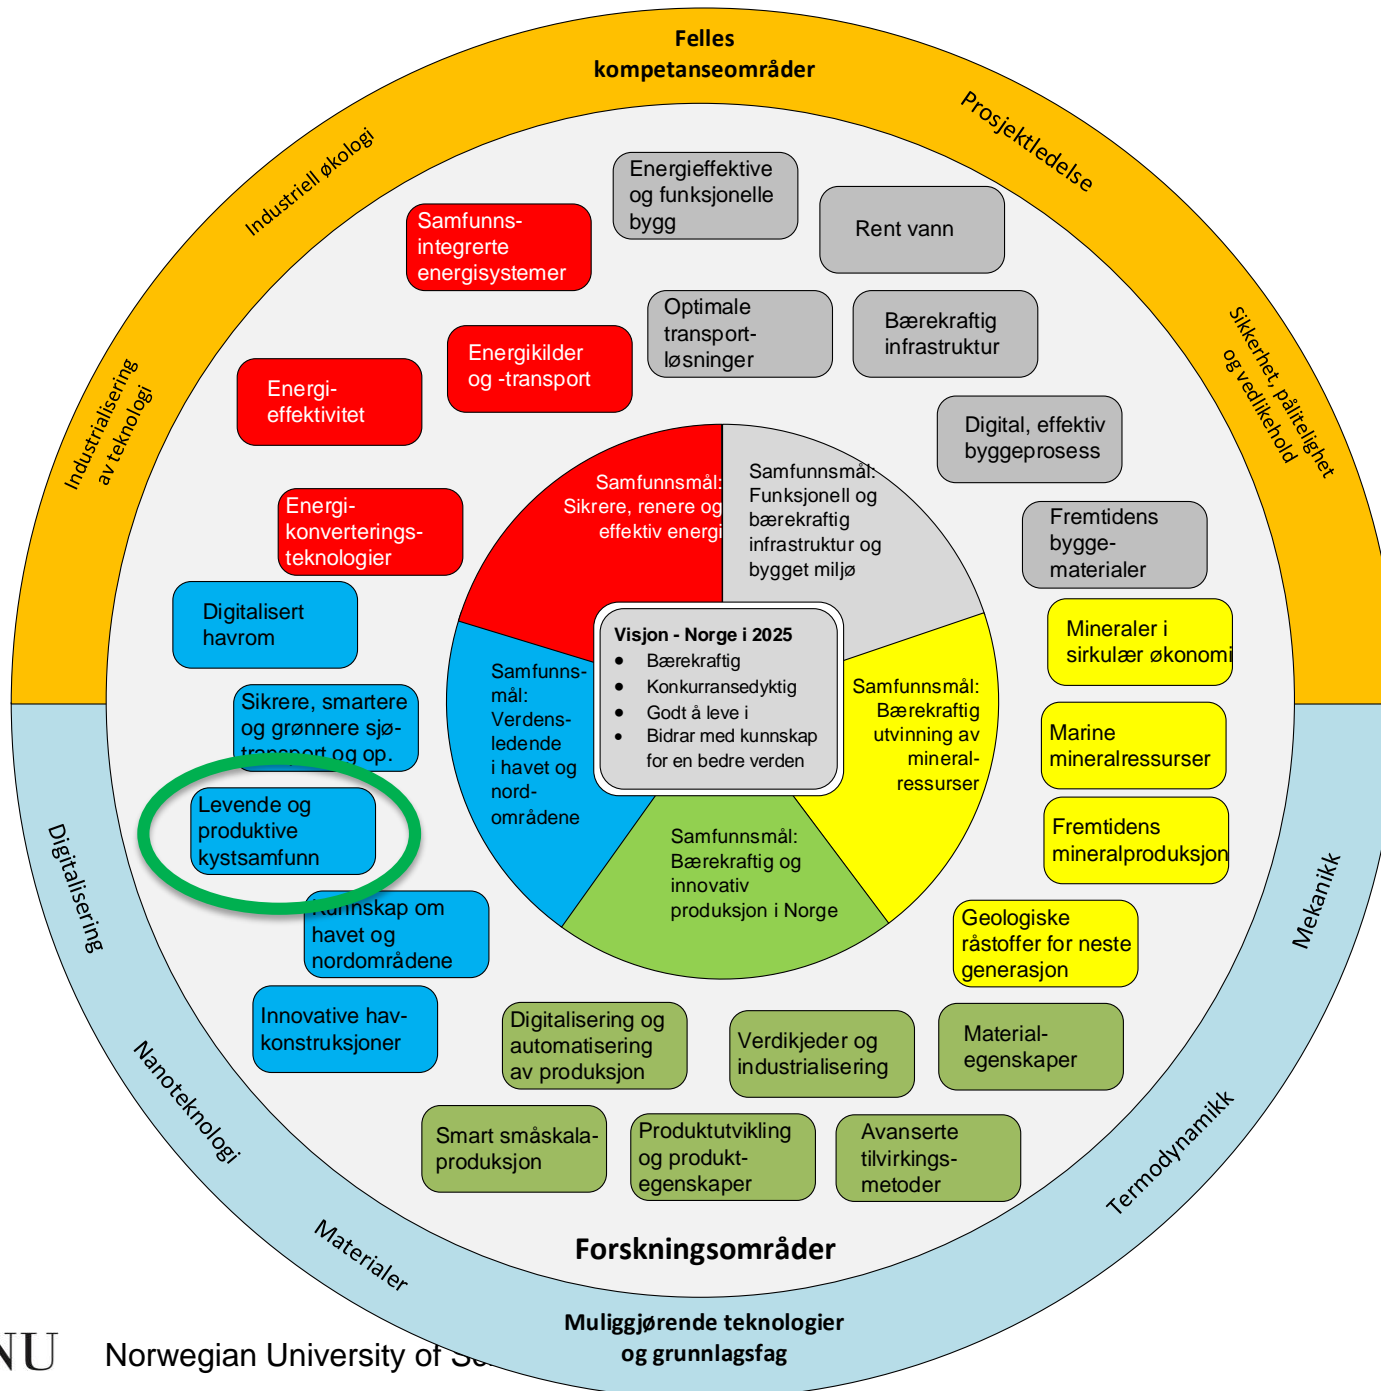 Felles
kompetanseområder
Industriell økologi
Prosjektledelse
Industrialisering
av teknologi
Sikkerhet, pålitelighet
og vedlikehold
Energieffektive
og funksjonelle
bygg
Rent vann
Samfunns-
integrerte
energisystemer
Optimale
transport-
løsninger
Bærekraftig
infrastruktur
Energikilder
og -transport
Energi-
effektivitet
Digital, effektiv
byggeprosess
Energi-
konverterings-
teknologier
Fremtidens
bygge-
materialer
Samfunnsmål:
Sikrere, renere og
effektiv energi
Samfunnsmål:
Funksjonell og
bærekraftig
infrastruktur og
bygget miljø
Digitalisert
havrom
Mineraler i
sirkulær økonomi
Visjon - Norge i 2025
• Bærekraftig
• Konkurransedyktig
• Godt å leve i
• Bidrar med kunnskap
for en bedre verden
Samfunns-
mål:
Verdens-
ledende
i havet og
nord-
områdene
Samfunnsmål:
Bærekraftig
utvinning av
mineral-
ressurser
Sikrere, smartere
og grønnere sjø-
transport og op.
Marine
mineralressurser
Levende og
produktive
kystsamfunn
Fremtidens
mineralproduksjon
Samfunnsmål:
Bærekraftig og
innovativ
produksjon i Norge
Kunnskap om
havet og
nordområdene
Geologiske
råstoffer for neste
generasjon
Innovative hav-
konstruksjoner
Digitalisering og
automatisering
av produksjon
Verdikjeder og
industrialisering
Material-
egenskaper
Smart småskala-
produksjon
Produktutvikling
og produkt-
egenskaper
Avanserte
tilvirkings-
metoder
Forskningsområder
Digitalisering
Nanoteknologi
Materialer
Mekanikk
Termodynamikk
Muliggjørende teknologier
og grunnlagsfag
NU Norwegian University of